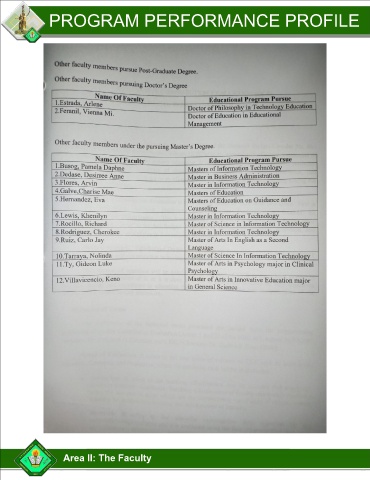 PROGRAM PERFORMANCE PROFILE
Other faculty members pursue Post-Graduate Degree.
Other faculty members pursuing Doctor's Degree
Name Of Faculty Educational Program Porsue
1.Estrada, Arlene Doctor of Philosophy in Technology Education
2.Feranil, Vienna Mi. Doctor of Education in Educational
Management
Other faculty members under the pursuing Master's Degree
Name Of Faculty Educational Program Pursue
1.Buang, Pamela Daphne Masters of Information Technology
2.Dedase, Desiree Anne Master in Business Administration
3.Flores, Arvin Master in Information Technology
4.Galve,Cherise Mae Masters of Education
5.Hernandez, Eva Masters of Education on Guidance and
Counseling
6.Lewis, Khenilyn Master in Information Technology
7.Rocillo, Richard Master of Science in Information Technology
8.Rodriguez, Cherokee Master in Information Technology
9.Ruiz, Carlo Jay Master of Arts In English as a Second
Language
10.Tarraya, Nolinda Master of Science In Information Technology
11.Ty, Gideon Luke Master of Arts in Psychology major in Clinical
Psychology
12.Villavicencio, Keno Master of Arts in Innovative Education major
in General Science
Area II: The Faculty